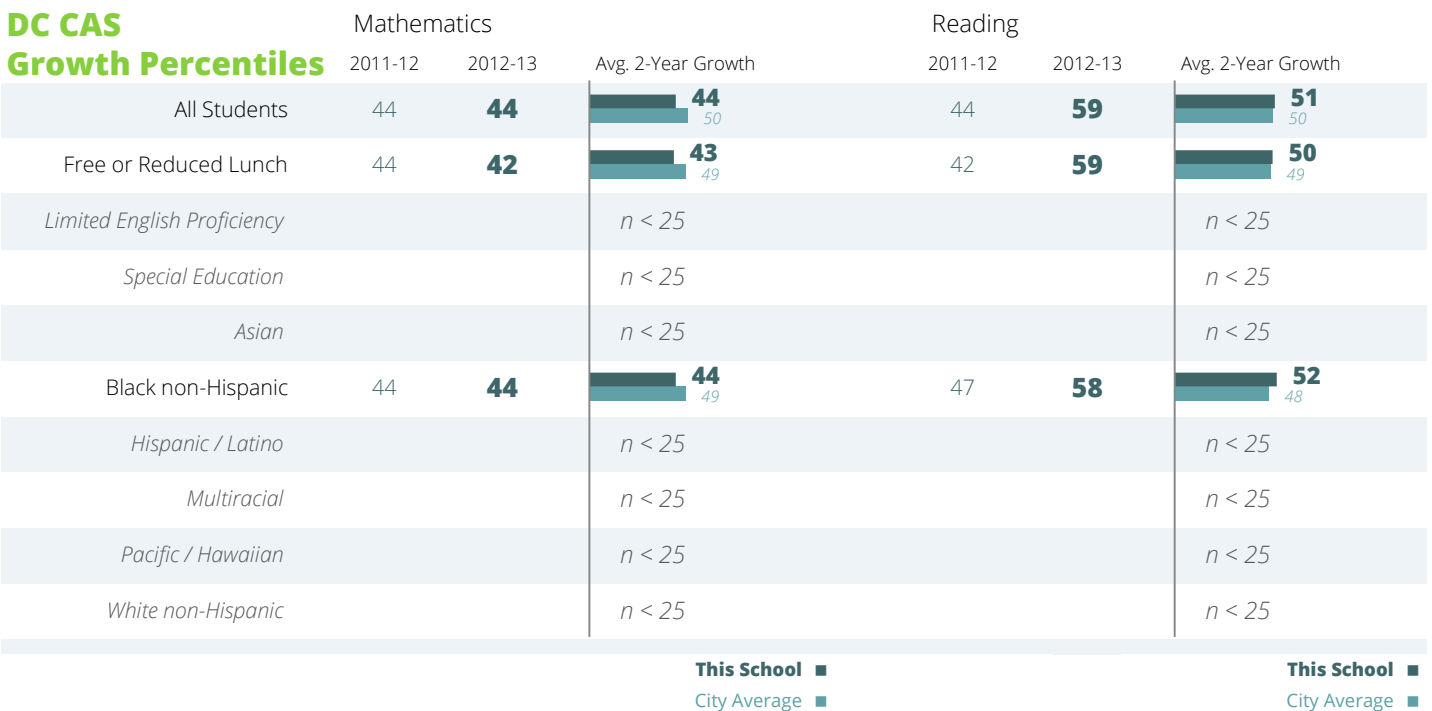 DC CAS
Growth Percentiles
Mathematics Reading
2011-12 2012-13 Avg. 2-Year Growth 2011-12 2012-13 Avg. 2-Year Growth
All Students 44 44 44 50 44 59 51 50
Free or Reduced Lunch 44 42 43 49 42 59 50 49
Limited English Proficiency n < 25 n < 25
Special Education n < 25 n < 25
Asian n < 25 n < 25
Black non-Hispanic 44 44 44 49 47 58 52 48
Hispanic / Latino n < 25 n < 25
Multiracial n < 25 n < 25
Pacific / Hawaiian n < 25 n < 25
White non-Hispanic n < 25 n < 25
This School This School
City Average City Average